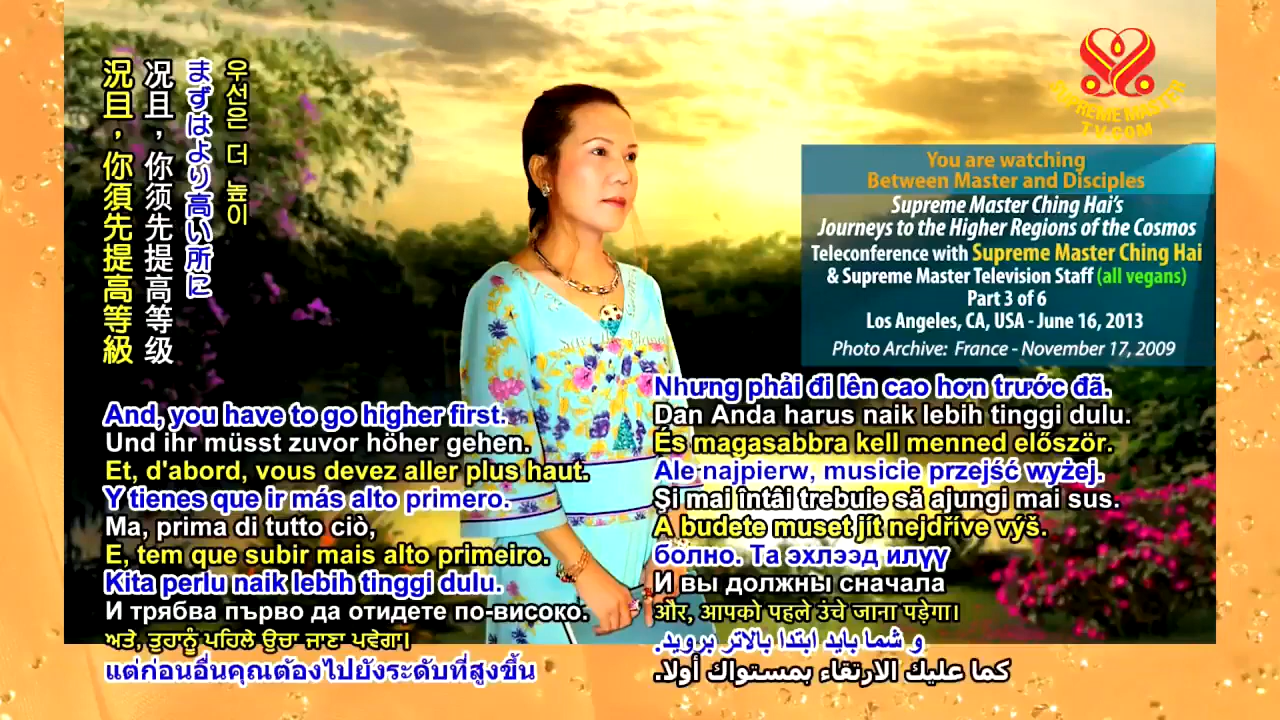 況且，你須先提高等級
况且，你须先提高等级
まずはより高い所に
우선은 더 높이
SUPREME MASTER
TV.COM
You are watching
Between Master and Disciples
Supreme Master Ching Hai's
Journeys to the Higher Regions of the Cosmos
Teleconference with Supreme Master Ching Hai
& Supreme Master Television Staff (all vegans)
Part 3 of 6
Los Angeles, CA, USA - June 16, 2013
Photo Archive: France - November 17, 2009
And, you have to go higher first.
Und ihr müsst zuvor höher gehen.
Et, d'abord, vous devez aller plus haut.
Y tienes que ir más alto primero.
Ma, prima di tutto ciò,
E, tem que subir mais alto primeiro.
Kita perlu naik lebih tinggi dulu.
И трябва първо да отидете по-високо.
ਅਤੇ, ਤੁਹਾਨੂੰ ਪਹਿਲੇ ਉਚਾ ਜਾਣਾ ਪਵੇਗਾ।
แต่ก่อนอื่นคุณต้องไปยังระดับที่สูงขึ้น
Nhưng phải đi lên cao hơn trước đã.
Dan Anda harus naik lebih tinggi dulu.
És magasabbra kell menned először.
Ale najpierw, musicie przejść wyżej.
Și mai întâi trebuie să ajungi mai sus.
A budete muset jít nejdříve výš.
болно. Та эхлээд илүү
И вы должны сначала
और, आपको पहले उंचे जाना पड़ेगा।
و شما باید ابتدا بالاتر بروید.
كما عليك الارتقاء بمستواك أولا.